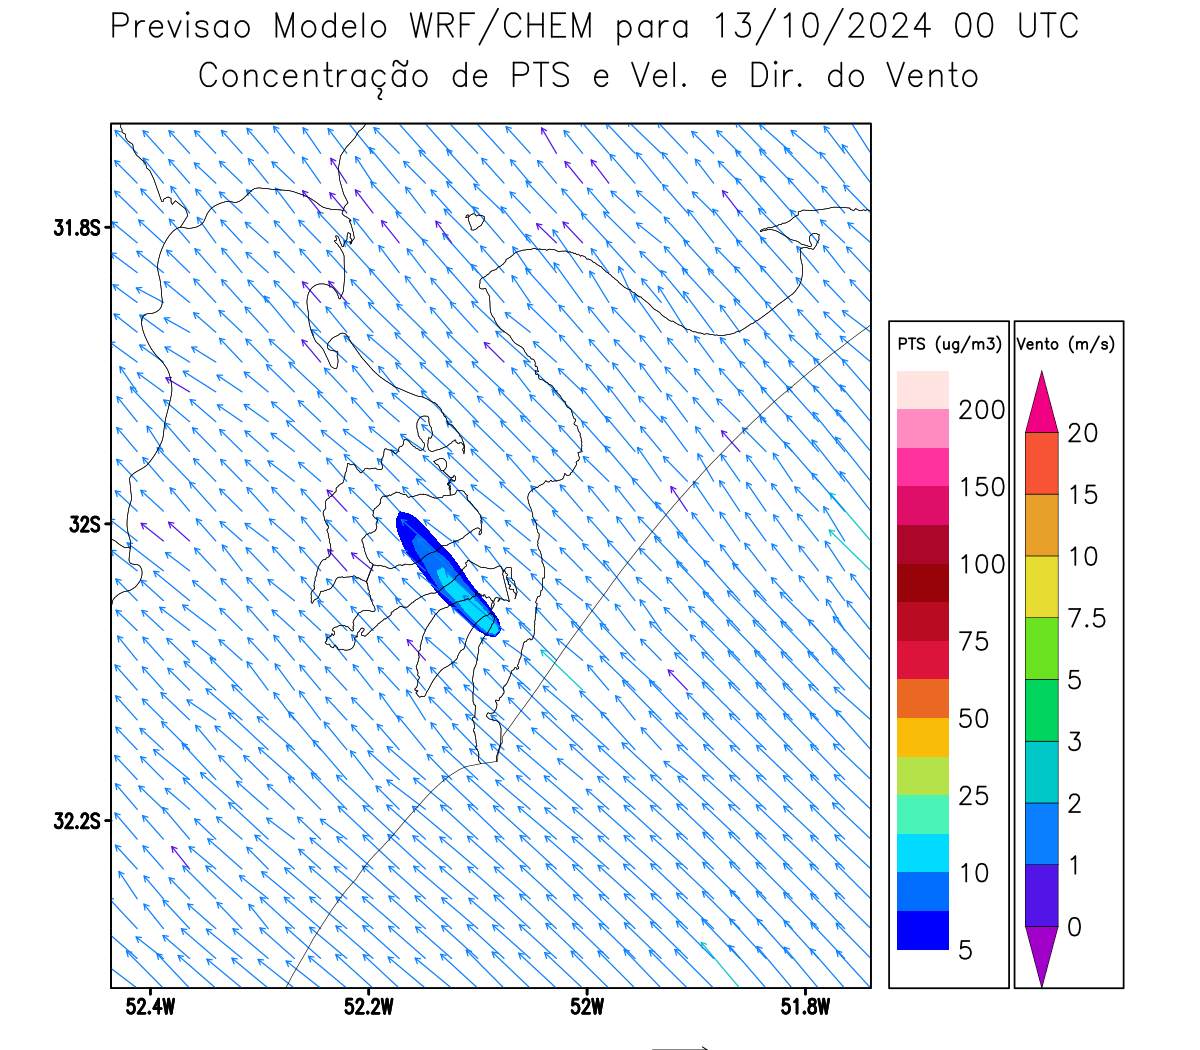 Previsao Modelo WRF/CHEM para 13/10/2024 00 UTC
Concentração de PTS e Vel. e Dir. do Vento
31.8S
32S
32.2S
52.4W
52.2W
52W
51.8W
PTS (ug/m3)
200
150
100
75
50
25
10
5
Vento (m/s)
20
15
10
7.5
5
3
2
1
0